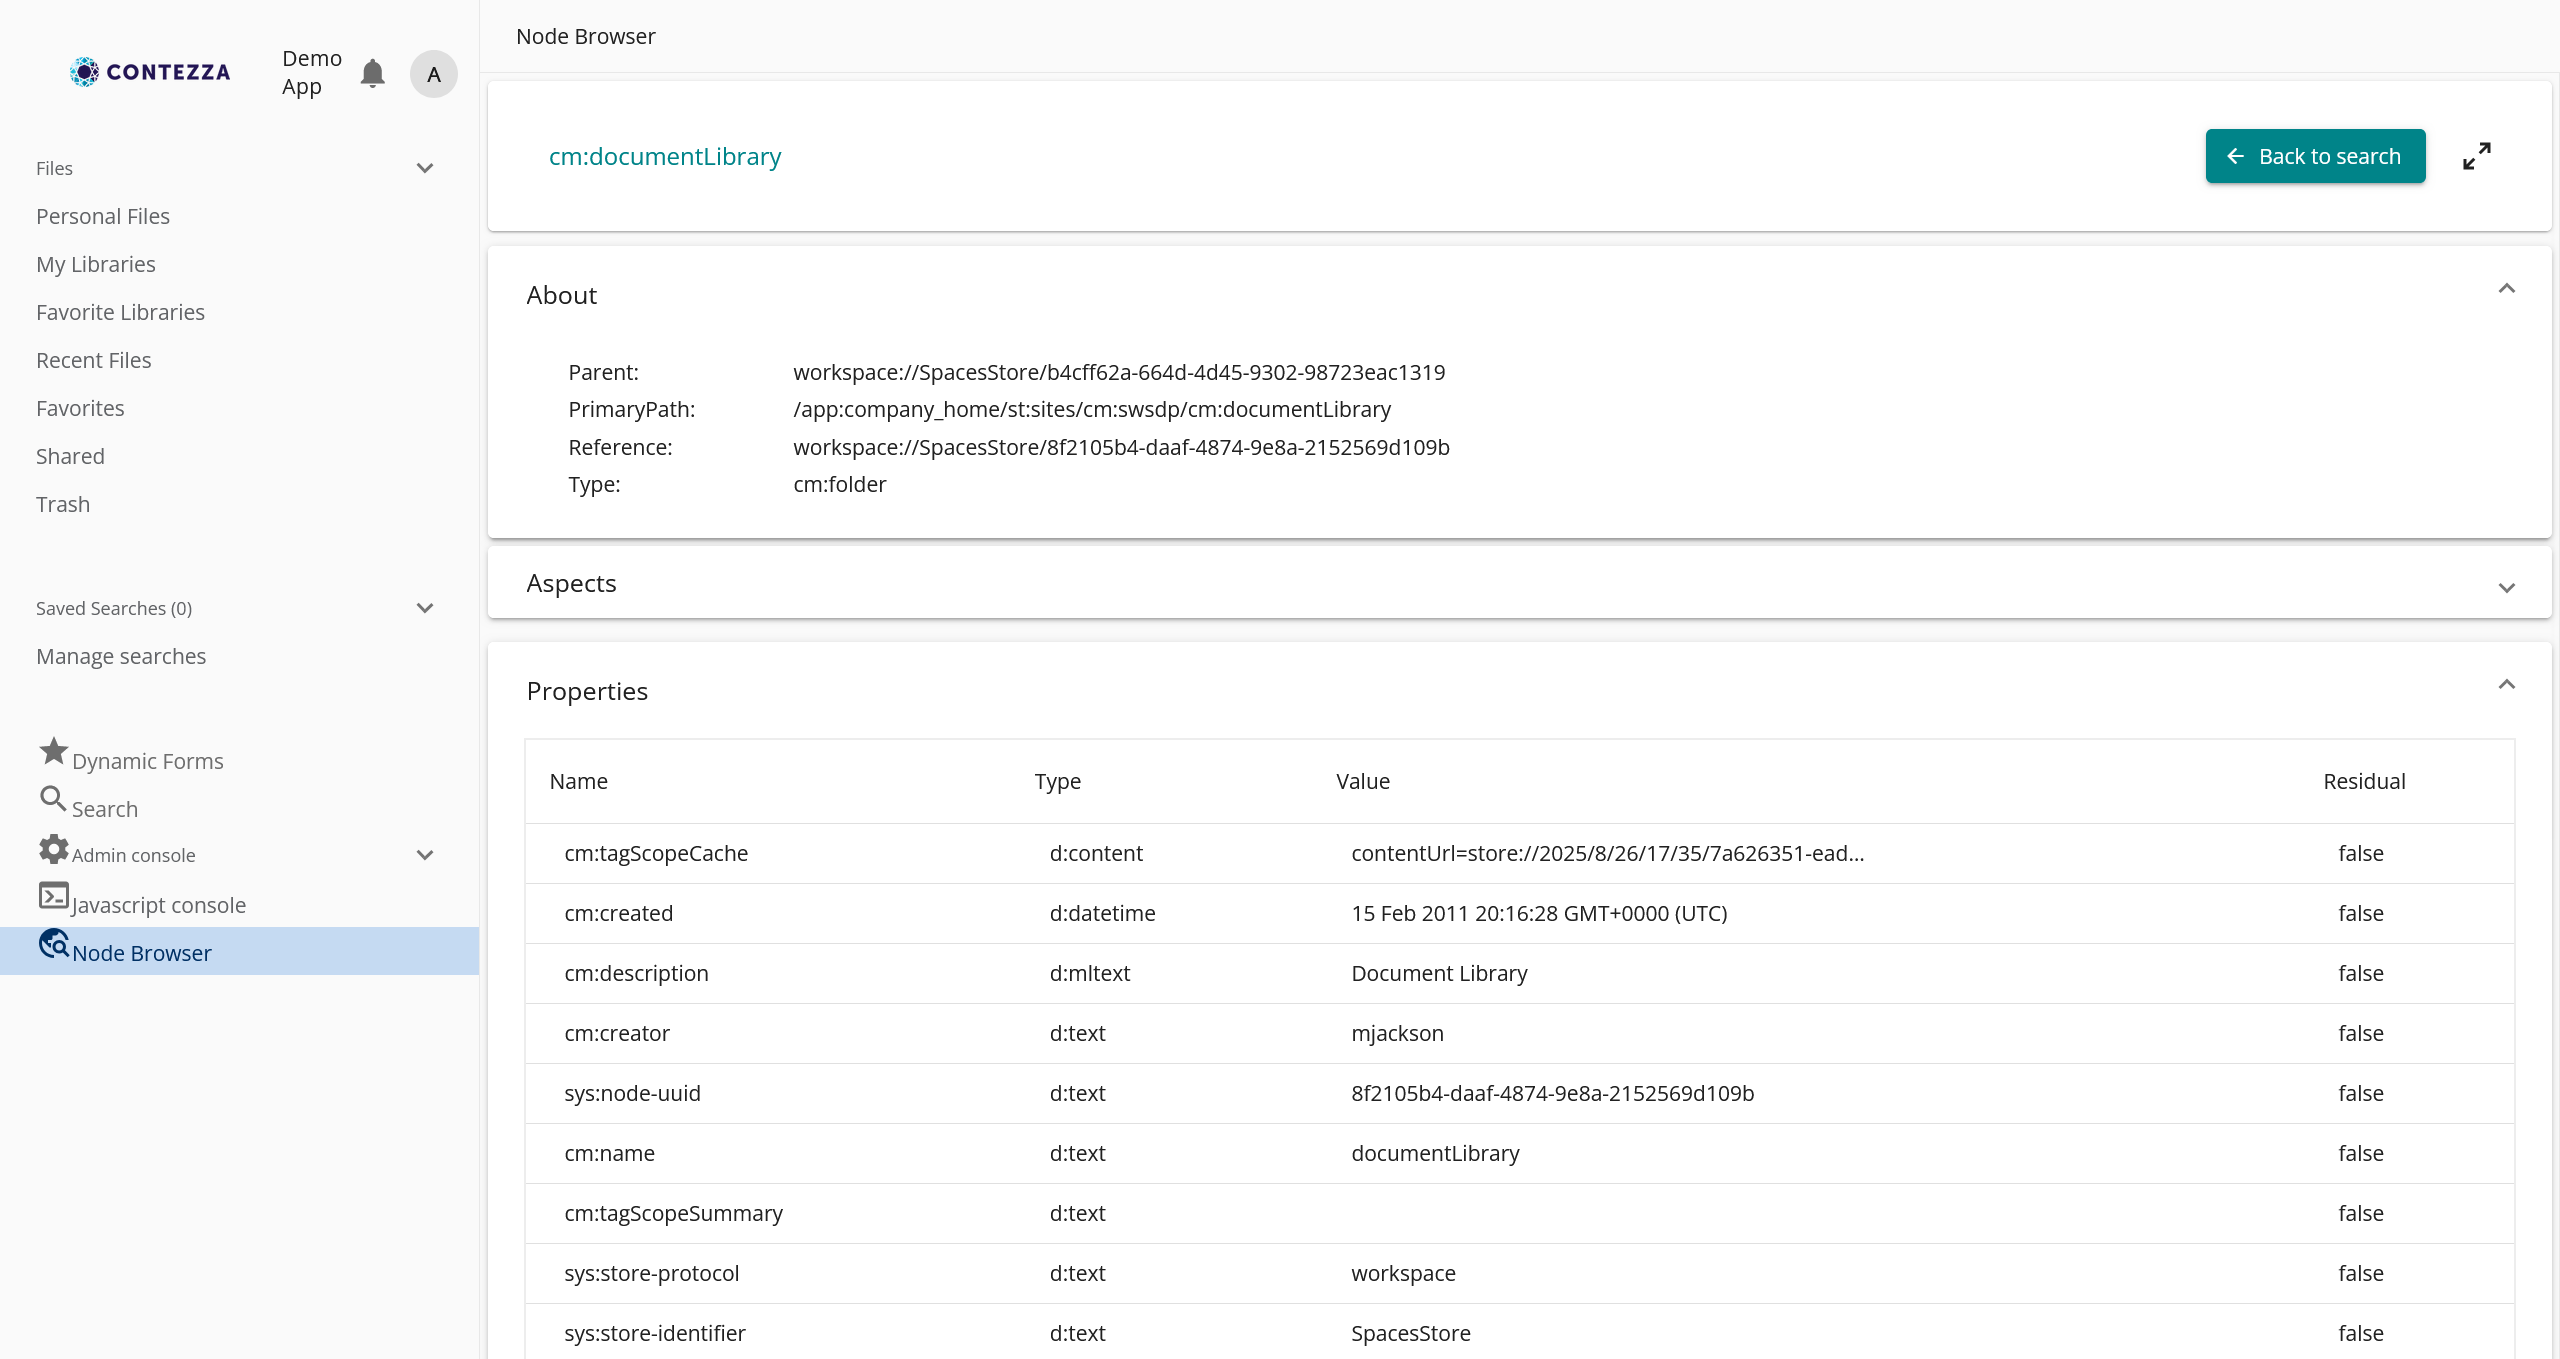 CONTEZZA
Demo
App
A
Files
Personal Files
My Libraries
Favorite Libraries
Recent Files
Favorites
Shared
Trash
Saved Searches (0)
Manage searches
Dynamic Forms
Search
Admin console
Javascript console
Node Browser
Node Browser
cm:documentLibrary
Back to search
About
Parent: workspace://SpacesStore/b4cff62a-664d-4d45-9302-98723eac1319
PrimaryPath: /app:company_home/st:sites/cm:swsdp/cm:documentLibrary
Reference: workspace://SpacesStore/8f2105b4-daaf-4874-9e8a-2152569d109b
Type: cm:folder
Aspects
Properties
Name Type Value Residual
cm:tagScopeCache d:content contentUrl=store://2025/8/26/17/35/7a626351-ead... false
cm:created d:datetime 15 Feb 2011 20:16:28 GMT+0000 (UTC) false
cm:description d:mltext Document Library false
cm:creator d:text mjackson false
sys:node-uuid d:text 8f2105b4-daaf-4874-9e8a-2152569d109b false
cm:name d:text documentLibrary false
cm:tagScopeSummary d:text false
sys:store-protocol d:text workspace false
sys:store-identifier d:text SpacesStore false